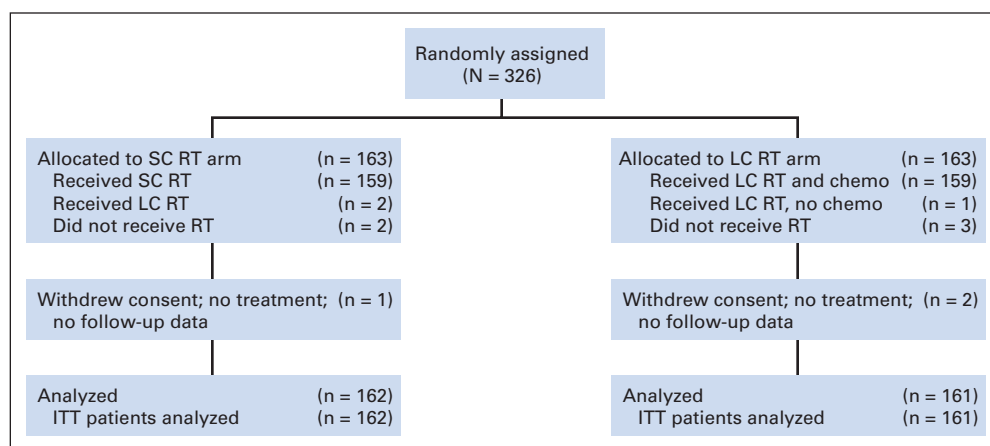 Randomly assigned
(N = 326)
Allocated to SC RT arm (n = 163)
Received SC RT (n = 159)
Received LC RT (n = 2)
Did not receive RT (n = 2)
Allocated to LC RT arm (n = 163)
Received LC RT and chemo (n = 159)
Received LC RT, no chemo (n = 1)
Did not receive RT (n = 3)
Withdrew consent; no treatment; (n = 1)
no follow-up data
Withdrew consent; no treatment; (n = 2)
no follow-up data
Analyzed (n = 162)
ITT patients analyzed (n = 162)
Analyzed (n = 161)
ITT patients analyzed (n = 161)